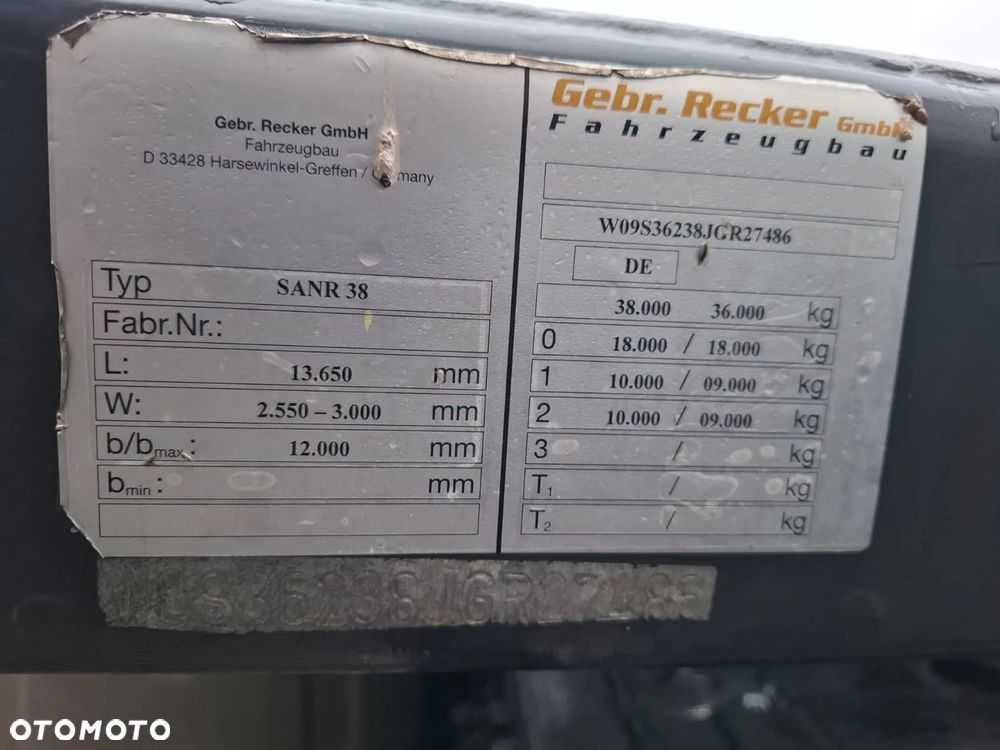 Gebr. Recker GmbH
Fahrzeugbau
D 33428 Harsewinkel-Greffen /
Typ SANR 38
Fabr.Nr.:
L: 13.650 mm
W: 2.550 – 3.000 mm
b/bmax: 12.000 mm
bmin: mm
Gebr. Recker GmbH
Fahrzeugbau
W09S36238JGR27486
DE
38.000 36.000 kg
0 18.000 / 18.000 kg
1 10.000 / 09.000 kg
2 10.000 / 09.000 kg
3 / kg
T1 / kg
T2 / kg
OTOMOTO